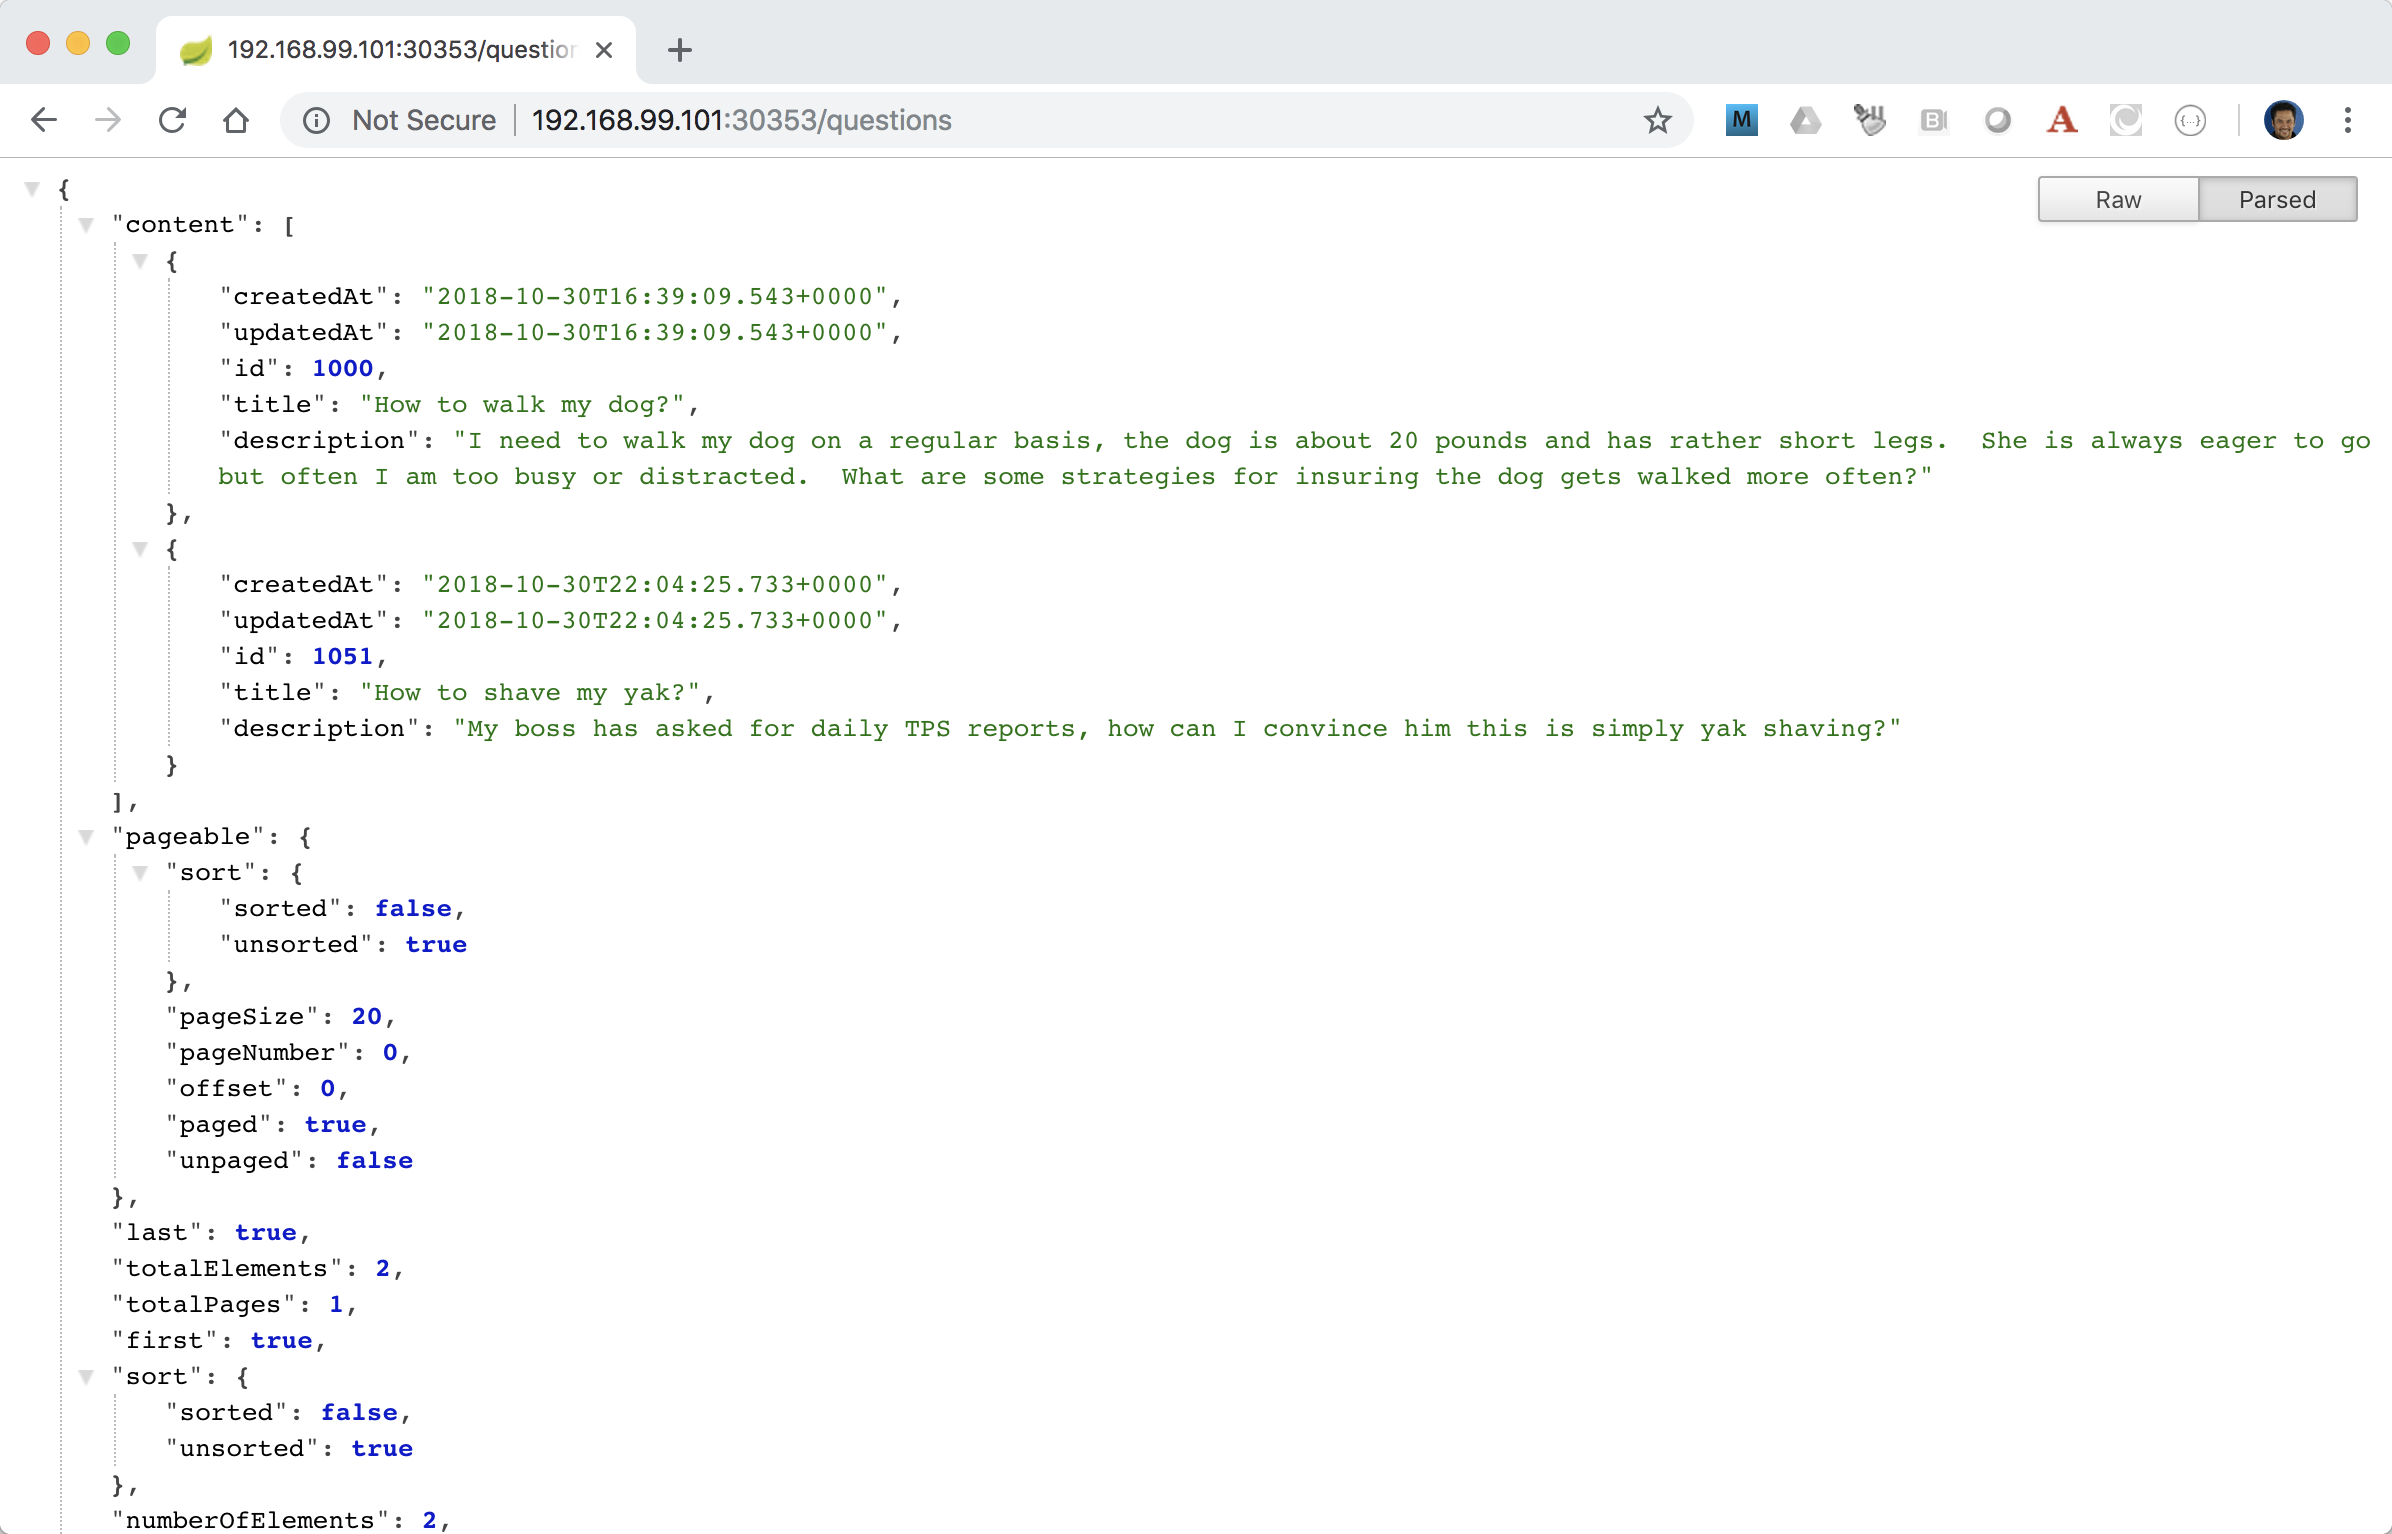 192.168.99.101:30353/question
Not Secure 192.168.99.101:30353/questions
M
B
A
{...}
Raw Parsed
{
"content": [
{
"createdAt": "2018-10-30T16:39:09.543+0000",
"updatedAt": "2018-10-30T16:39:09.543+0000",
"id": 1000,
"title": "How to walk my dog?",
"description": "I need to walk my dog on a regular basis, the dog is about 20 pounds and has rather short legs.  She is always eager to go
but often I am too busy or distracted.  What are some strategies for insuring the dog gets walked more often?"
},
{
"createdAt": "2018-10-30T22:04:25.733+0000",
"updatedAt": "2018-10-30T22:04:25.733+0000",
"id": 1051,
"title": "How to shave my yak?",
"description": "My boss has asked for daily TPS reports, how can I convince him this is simply yak shaving?"
}
],
"pageable": {
"sort": {
"sorted": false,
"unsorted": true
},
"pageSize": 20,
"pageNumber": 0,
"offset": 0,
"paged": true,
"unpaged": false
},
"last": true,
"totalElements": 2,
"totalPages": 1,
"first": true,
"sort": {
"sorted": false,
"unsorted": true
},
"numberOfElements": 2,